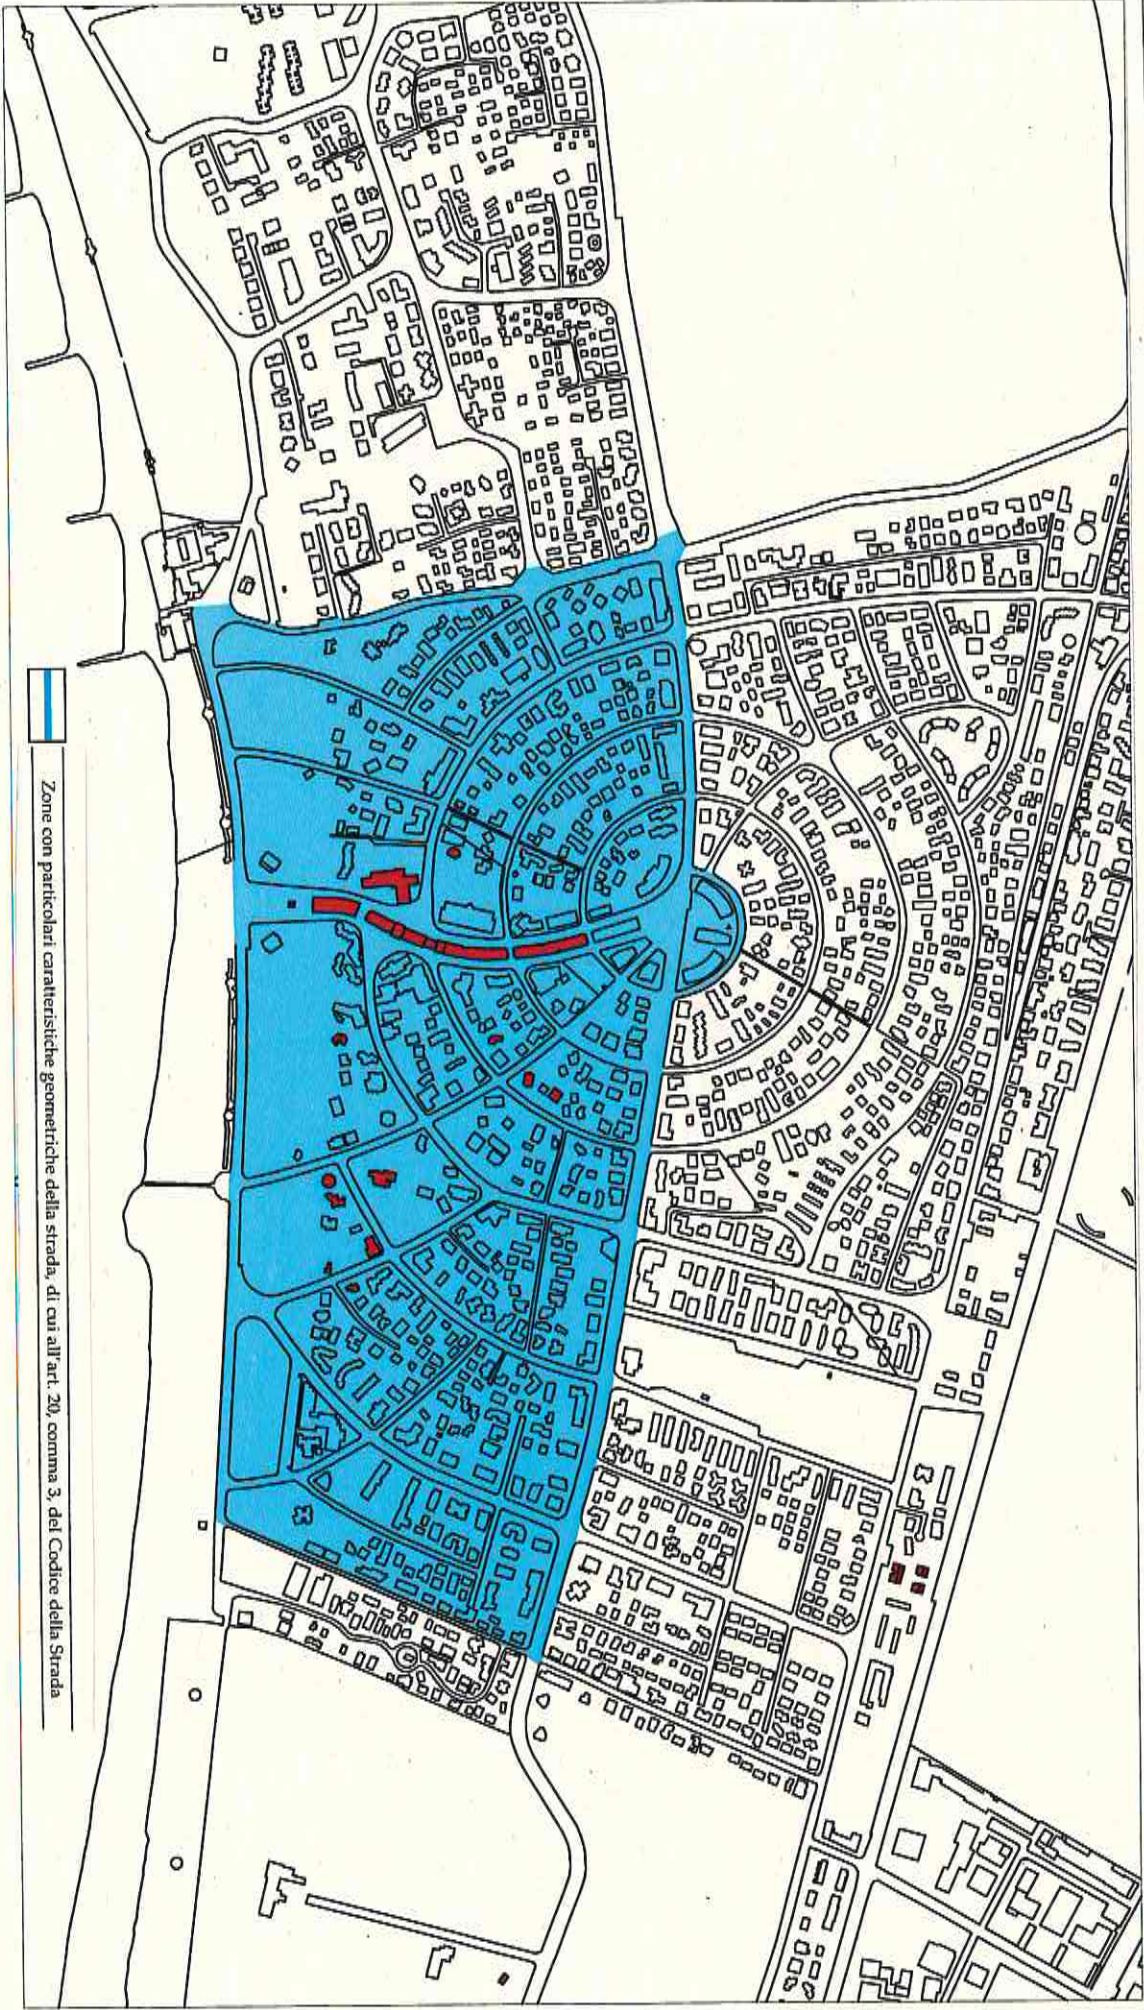 Zone con particolari caratteristiche geometriche della strada, di cui all'art. 20, comma 3, del Codice della Strada